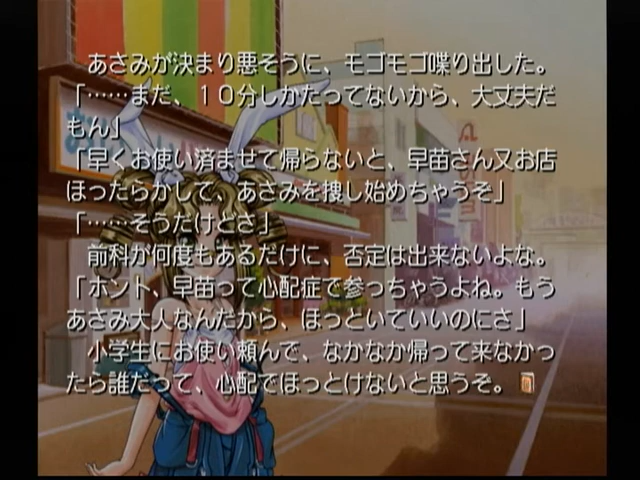 あさみが決まり悪そうに、モゴモゴ喋り出した。
「……まだ、１０分しかたってないから、大丈夫だ
もん」
「早くお使い済ませて帰らないと、早苗さん又お店
ほったらかして、あさみを捜し始めちゃうぞ」
「……そうだけどさ」
　前科が何度もあるだけに、否定は出来ないよな。
「ホント、早苗って心配症で参っちゃうよね。もう
あさみ大人なんだから、ほっといていいのにさ」
　小学生にお使い頼んで、なかなか帰って来なかっ
たら誰だって、心配でほっとけないと思うぞ。